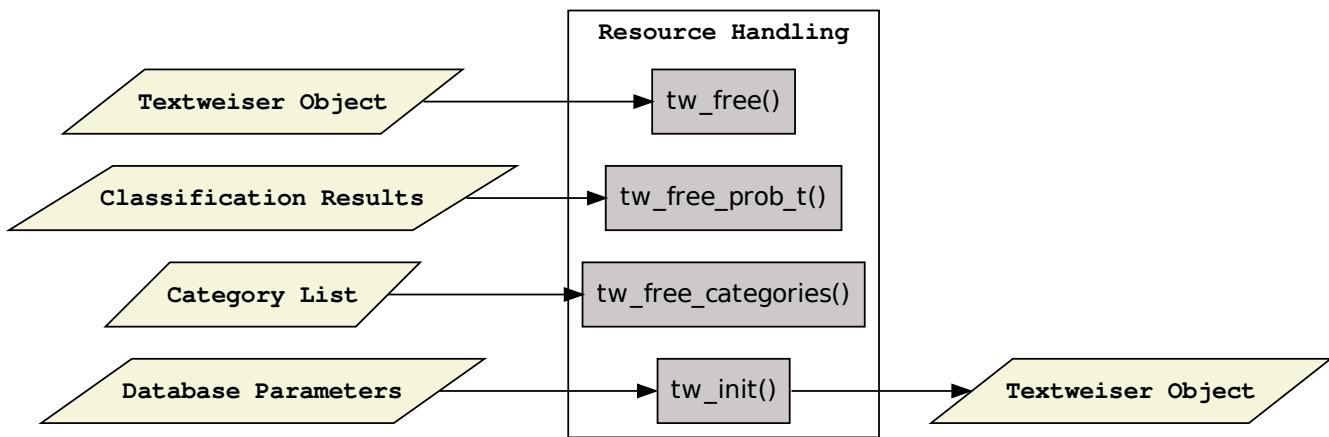 Resource Handling
Textweiser Object
tw_free()
Classification Results
tw_free_prob_t()
Category List
tw_free_categories()
Database Parameters
tw_init()
Textweiser Object